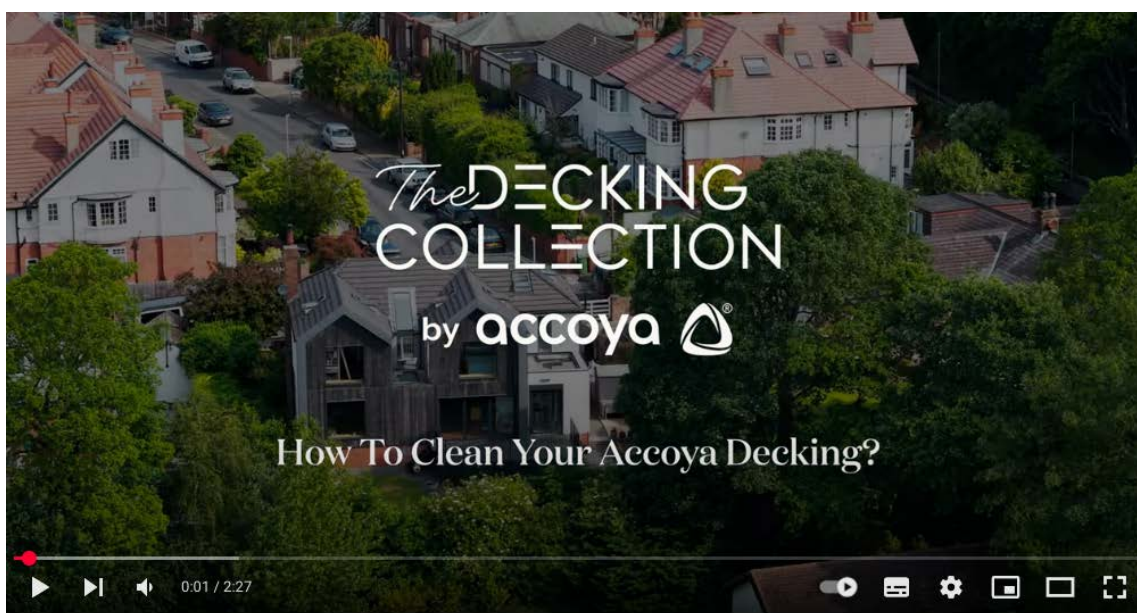 The DECKING
COLLECTION
by accoya ®
How To Clean Your Accoya Decking?
0:01 / 2:27